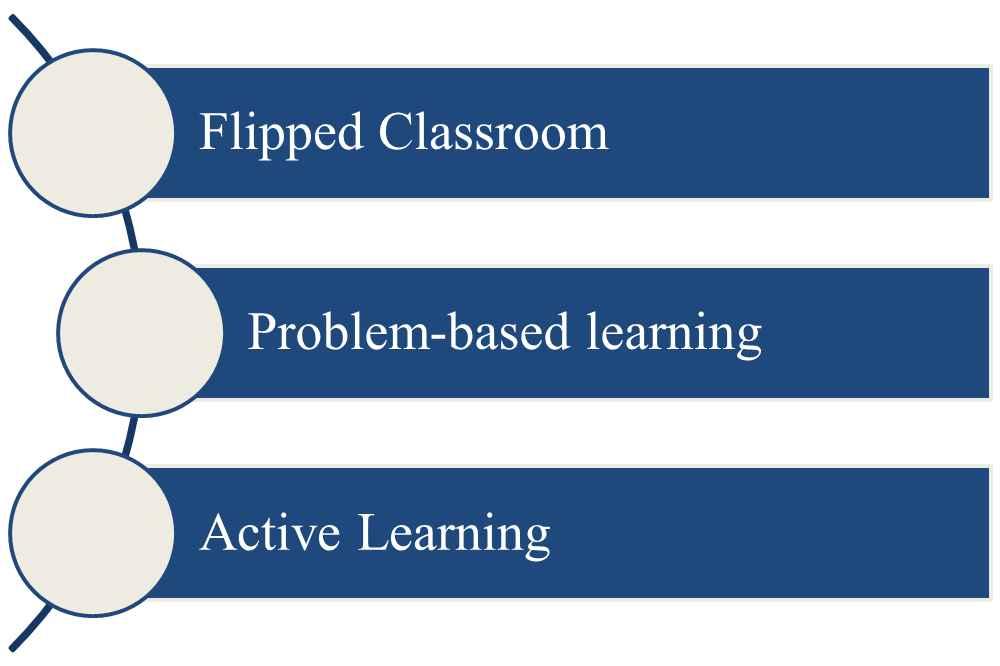 Flipped Classroom
Problem-based learning
Active Learning